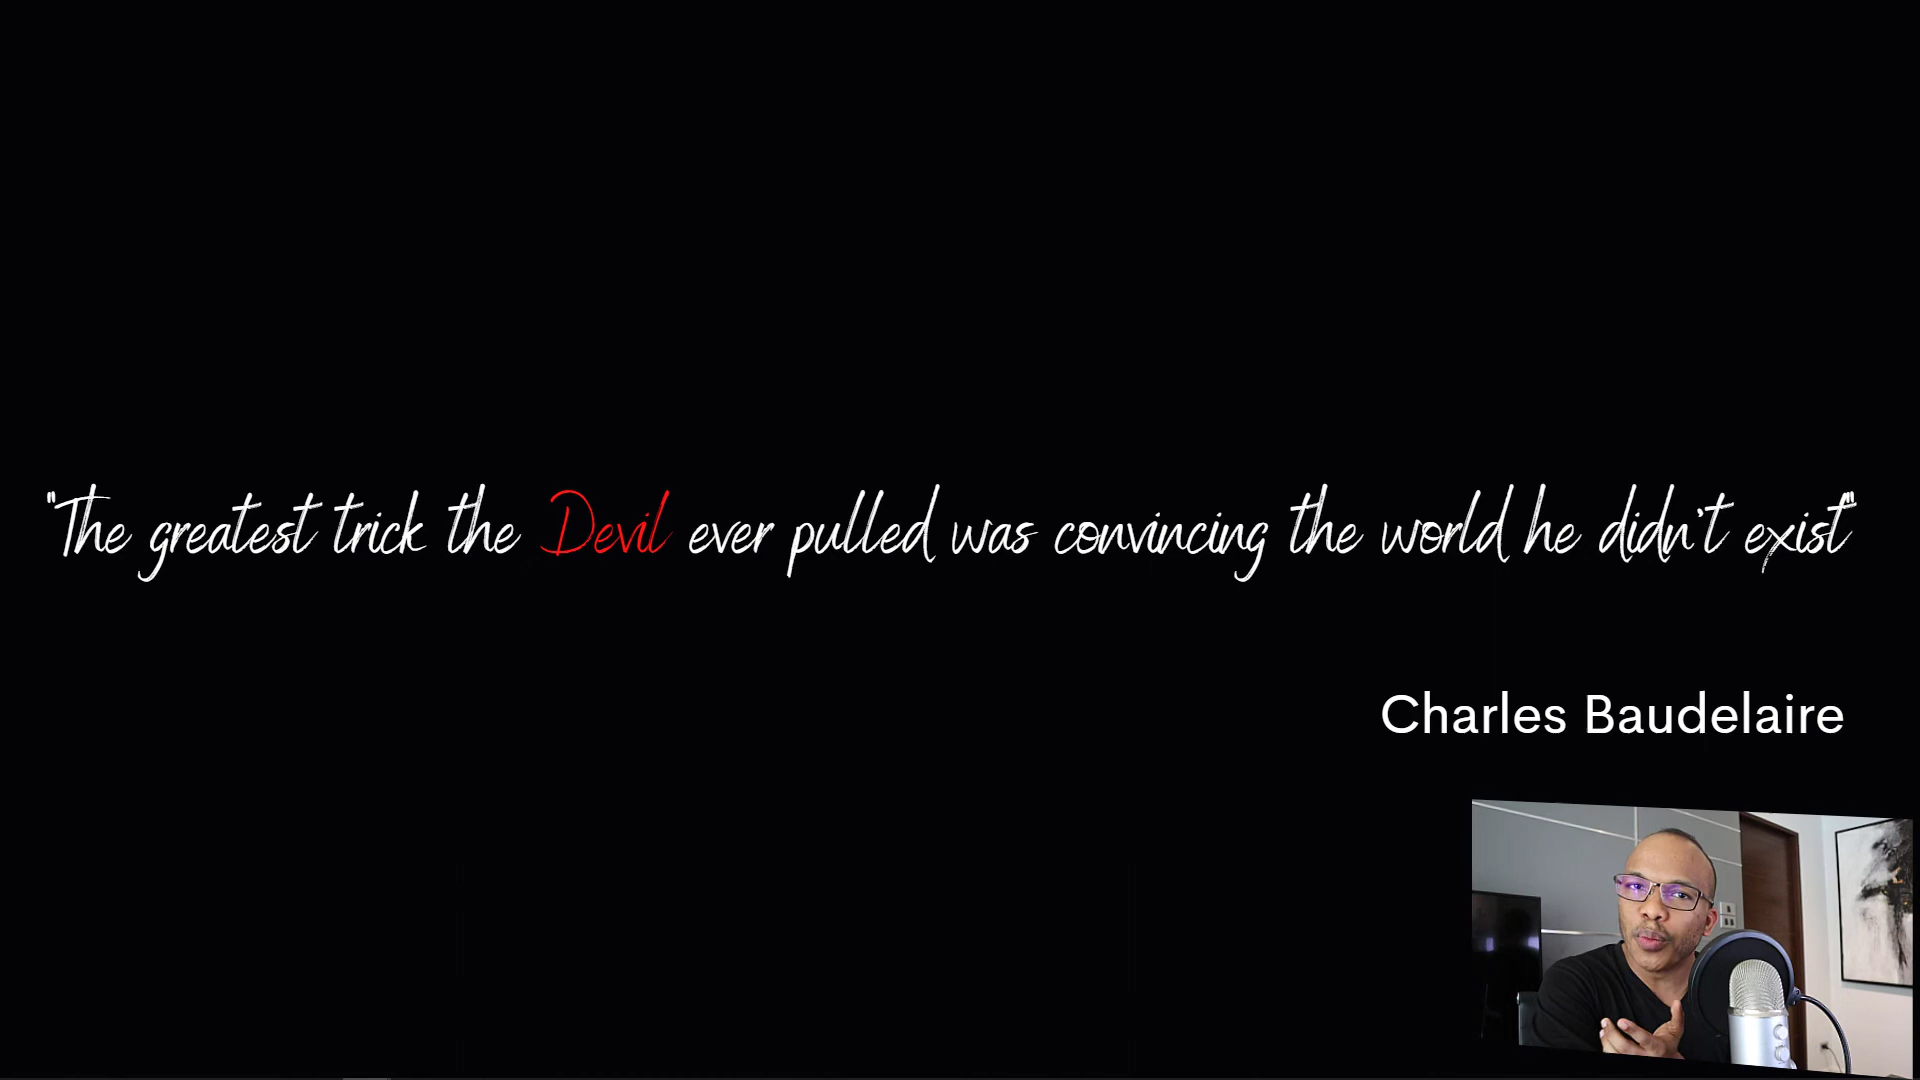 "The greatest trick the Devil ever pulled was convincing the world he didn't exist"
Charles Baudelaire